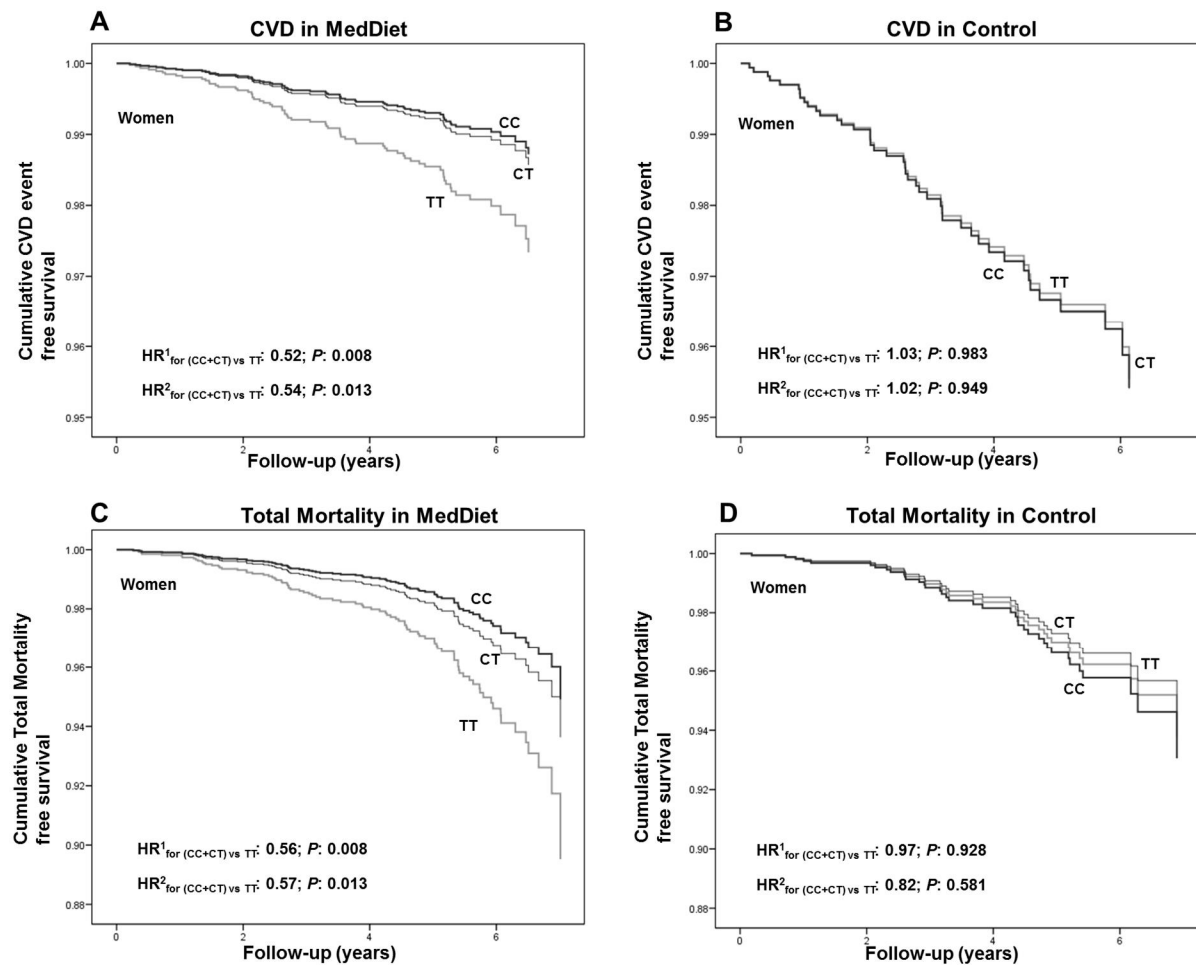 A
CVD in MedDiet
Cumulative CVD event
free survival
1.00
0.99
0.98
0.97
0.96
0.95
Women
CC
CT
TT
HR¹for (CC+CT) vs TT: 0.52; P: 0.008
HR²for (CC+CT) vs TT: 0.54; P: 0.013
0 2 4 6
Follow-up (years)
B
CVD in Control
Cumulative CVD event
free survival
1.00
0.99
0.98
0.97
0.96
0.95
Women
CC
TT
CT
HR¹for (CC+CT) vs TT: 1.03; P: 0.983
HR²for (CC+CT) vs TT: 1.02; P: 0.949
0 2 4 6
Follow-up (years)
C
Total Mortality in MedDiet
Cumulative Total Mortality
free survival
1.00
0.98
0.96
0.94
0.92
0.90
0.88
Women
CC
CT
TT
HR¹for (CC+CT) vs TT: 0.56; P: 0.008
HR²for (CC+CT) vs TT: 0.57; P: 0.013
0 2 4 6
Follow-up (years)
D
Total Mortality in Control
Cumulative Total Mortality
free survival
1.00
0.98
0.96
0.94
0.92
0.90
0.88
Women
CT
TT
CC
HR¹for (CC+CT) vs TT: 0.97; P: 0.928
HR²for (CC+CT) vs TT: 0.82; P: 0.581
0 2 4 6
Follow-up (years)